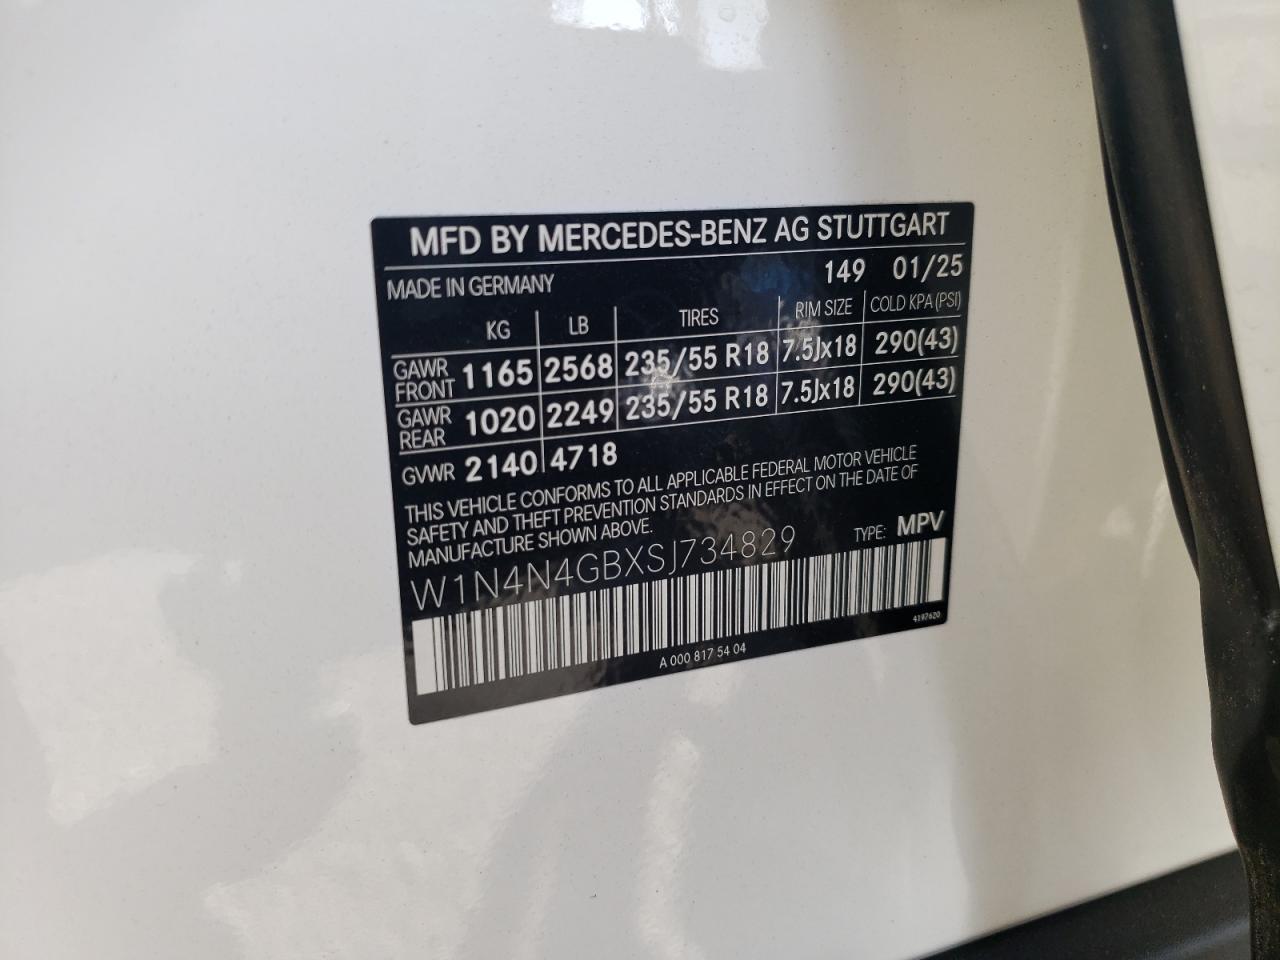 MFD BY MERCEDES-BENZ AG STUTTGART
MADE IN GERMANY 149 01/25
KG LB TIRES RIM SIZE COLD KPA (PSI)
GAWR FRONT 1165 2568 235/55 R18 7.5Jx18 290(43)
GAWR REAR 1020 2249 235/55 R18 7.5Jx18 290(43)
GVWR 2140 4718
THIS VEHICLE CONFORMS TO ALL APPLICABLE FEDERAL MOTOR VEHICLE
SAFETY AND THEFT PREVENTION STANDARDS IN EFFECT ON THE DATE OF
MANUFACTURE SHOWN ABOVE.
W1N4N4GBXSJ734829 TYPE: MPV
4197620
A 000 817 54 04